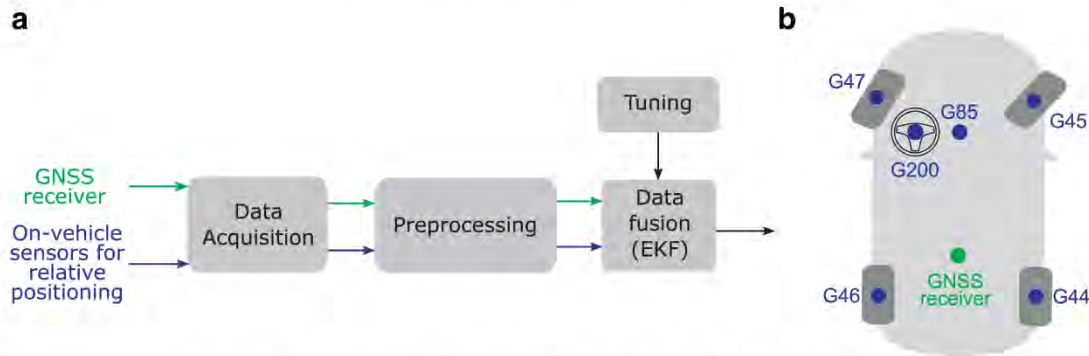 a
b
Tuning
GNSS
receiver
On-vehicle
sensors for
relative
positioning
Data
Acquisition
Preprocessing
Data
fusion
(EKF)
G47
G85
G45
G200
GNSS
receiver
G46
G44